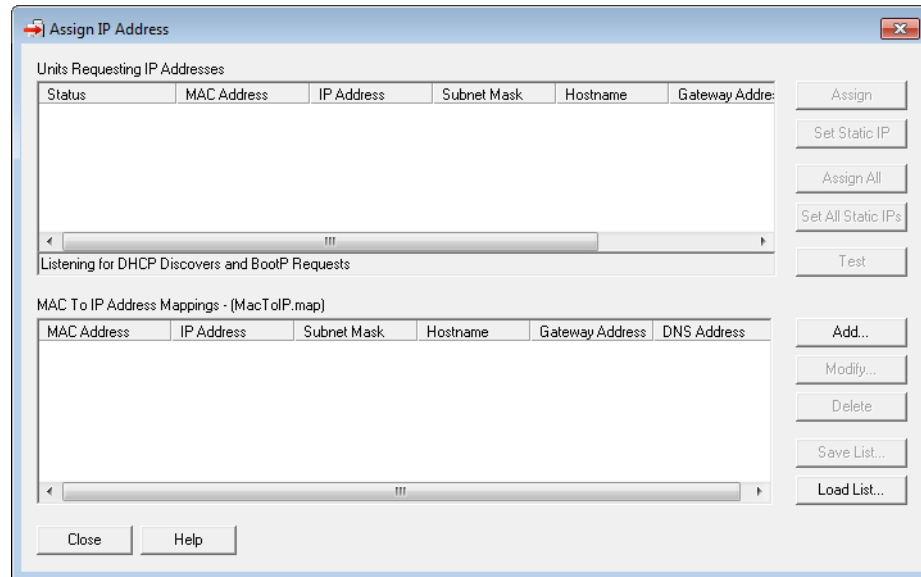 Assign IP Address
Units Requesting IP Addresses
Status MAC Address IP Address Subnet Mask Hostname Gateway Addre
Assign
Set Static IP
Assign All
Set All Static IPs
Test
Listening for DHCP Discovers and BootP Requests
MAC To IP Address Mappings - (MacToIP.map)
MAC Address IP Address Subnet Mask Hostname Gateway Address DNS Address
Add...
Modify...
Delete
Save List...
Load List...
Close Help